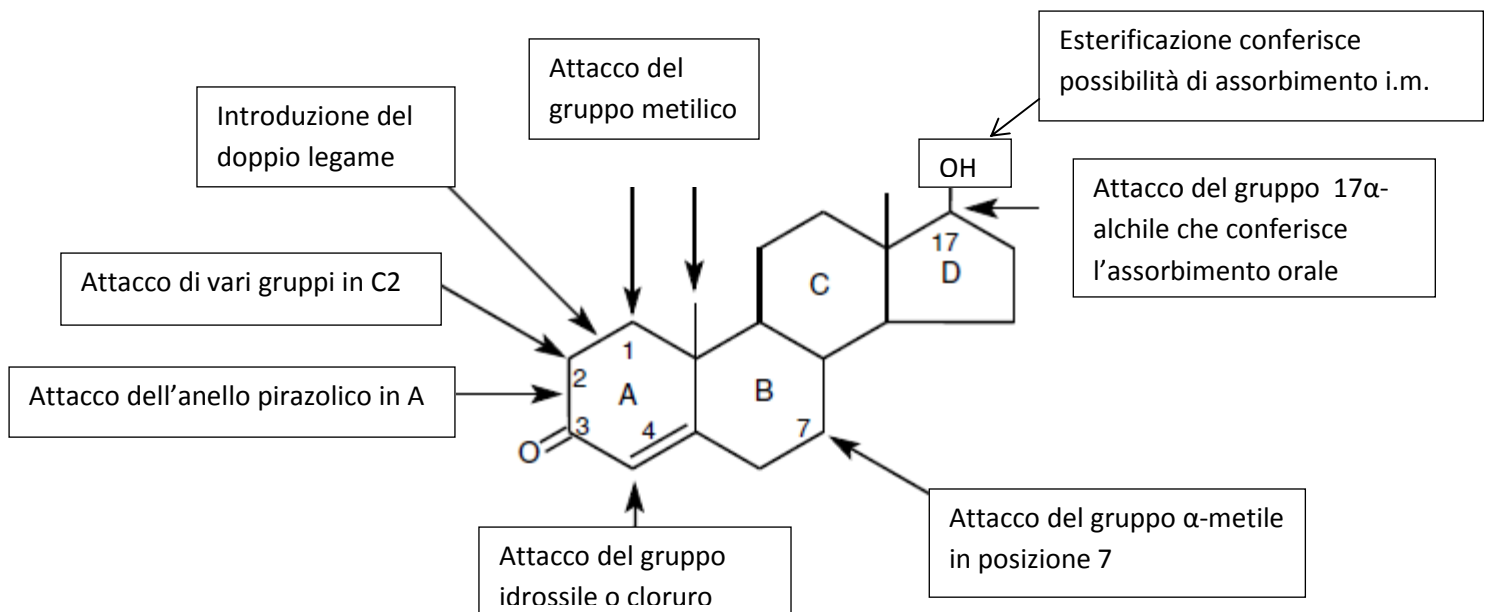 Esterificazione conferisce
possibilità di assorbimento i.m.
Attacco del
gruppo metilico
Introduzione del
doppio legame
OH
Attacco del gruppo 17α-
alchile che conferisce
l'assorbimento orale
17
D
C
Attacco di vari gruppi in C2
1
2
A
B
Attacco dell'anello pirazolico in A
3
4
7
O
Attacco del gruppo α-metile
in posizione 7
Attacco del gruppo
idrossile o cloruro